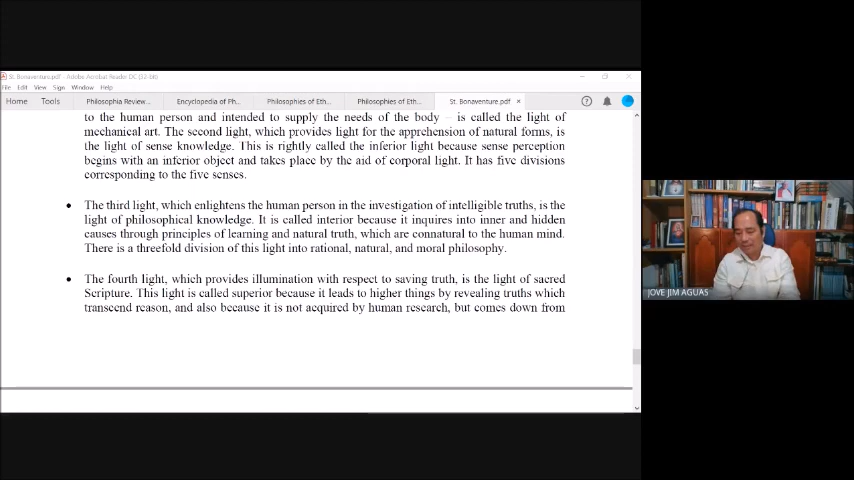 St. Bonaventure.pdf - Adobe Acrobat Reader DC (32-bit)
File Edit View Sign Window Help
Home Tools Philosophia Review... Encyclopedia of Ph... Philosophies of Eth... Philosophies of Eth... St. Bonaventure.pdf ×
to the human person and intended to supply the needs of the body – is called the light of
mechanical art. The second light, which provides light for the apprehension of natural forms, is
the light of sense knowledge. This is rightly called the inferior light because sense perception
begins with an inferior object and takes place by the aid of corporal light. It has five divisions
corresponding to the five senses.
• The third light, which enlightens the human person in the investigation of intelligible truths, is the
light of philosophical knowledge. It is called interior because it inquires into inner and hidden
causes through principles of learning and natural truth, which are connatural to the human mind.
There is a threefold division of this light into rational, natural, and moral philosophy.
• The fourth light, which provides illumination with respect to saving truth, is the light of sacred
Scripture. This light is called superior because it leads to higher things by revealing truths which
transcend reason, and also because it is not acquired by human research, but comes down from
JOVE JIM AGUAS